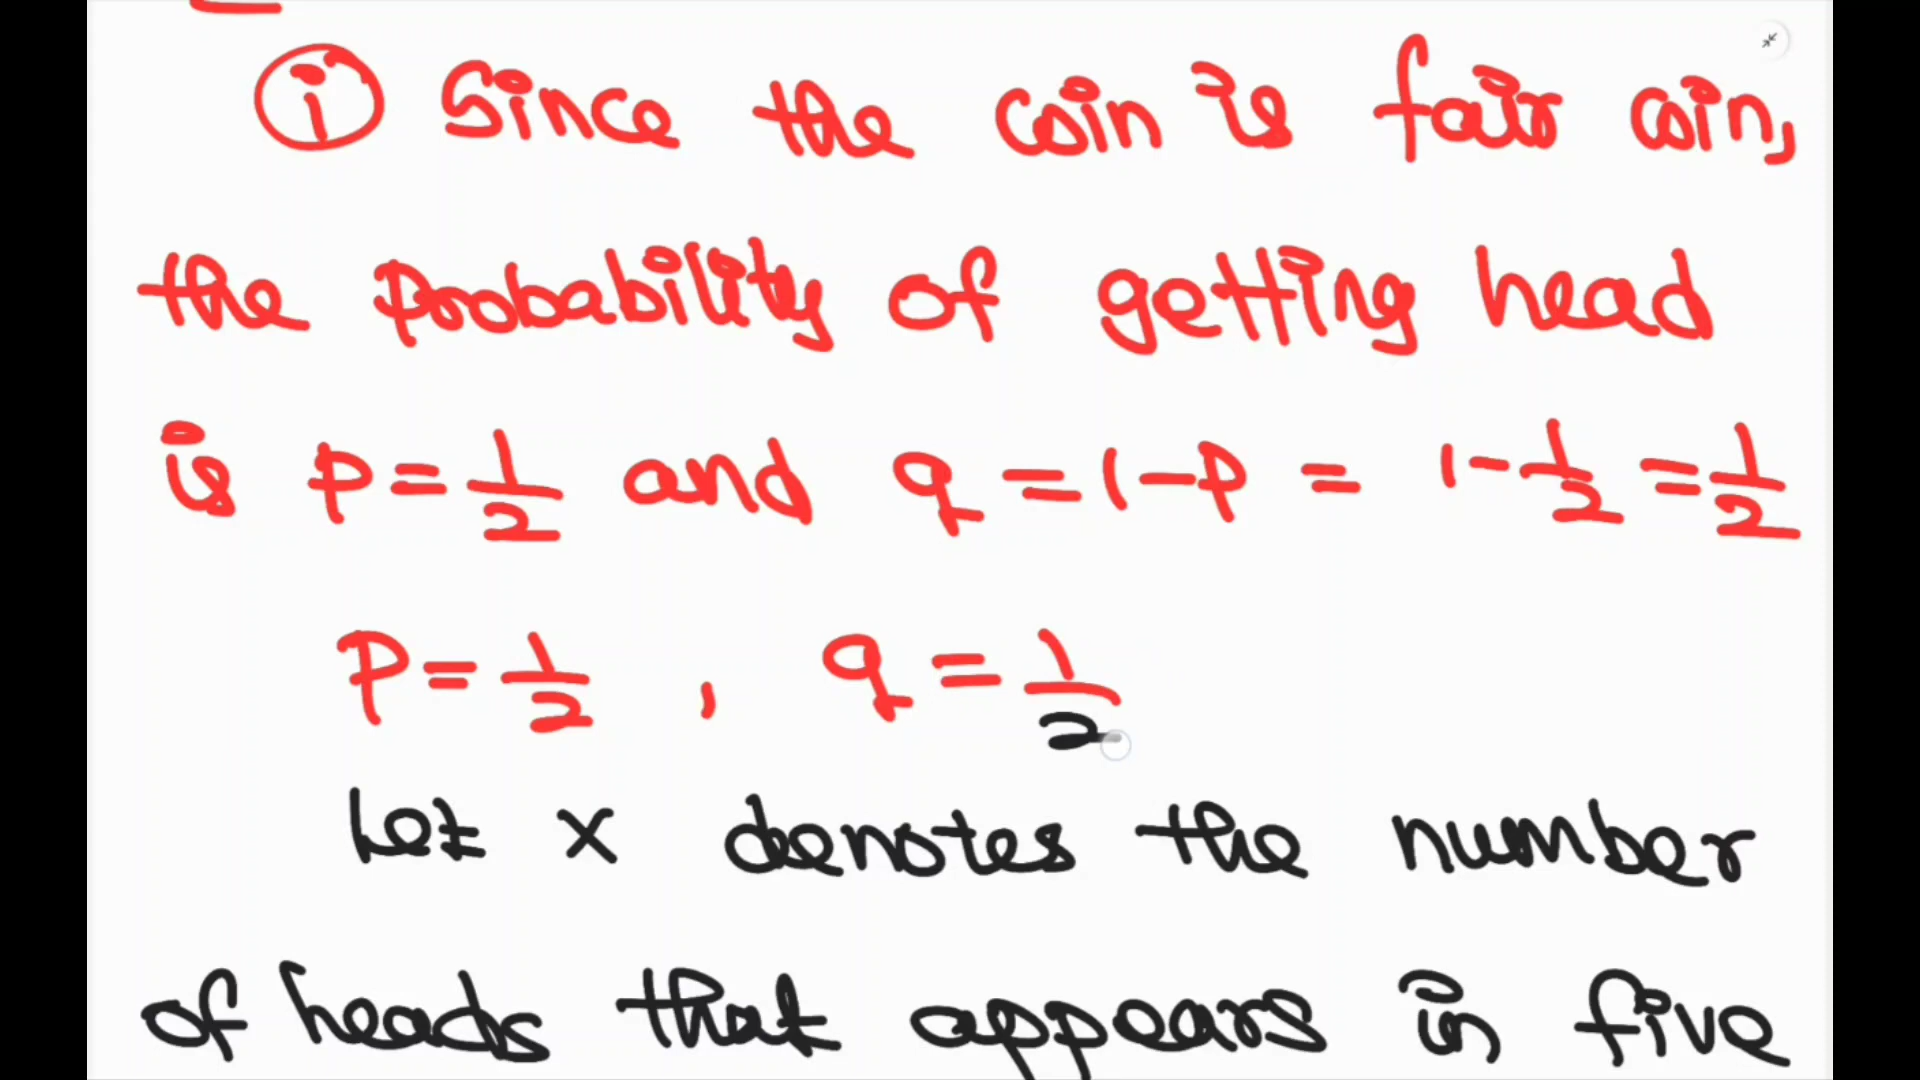 (i) Since the coin is fair coin,
the probability of getting head
is p = 1/2 and q = 1 - p = 1 - 1/2 = 1/2
p = 1/2 , q = 1/2
Let x denotes the number
of heads that appears in five